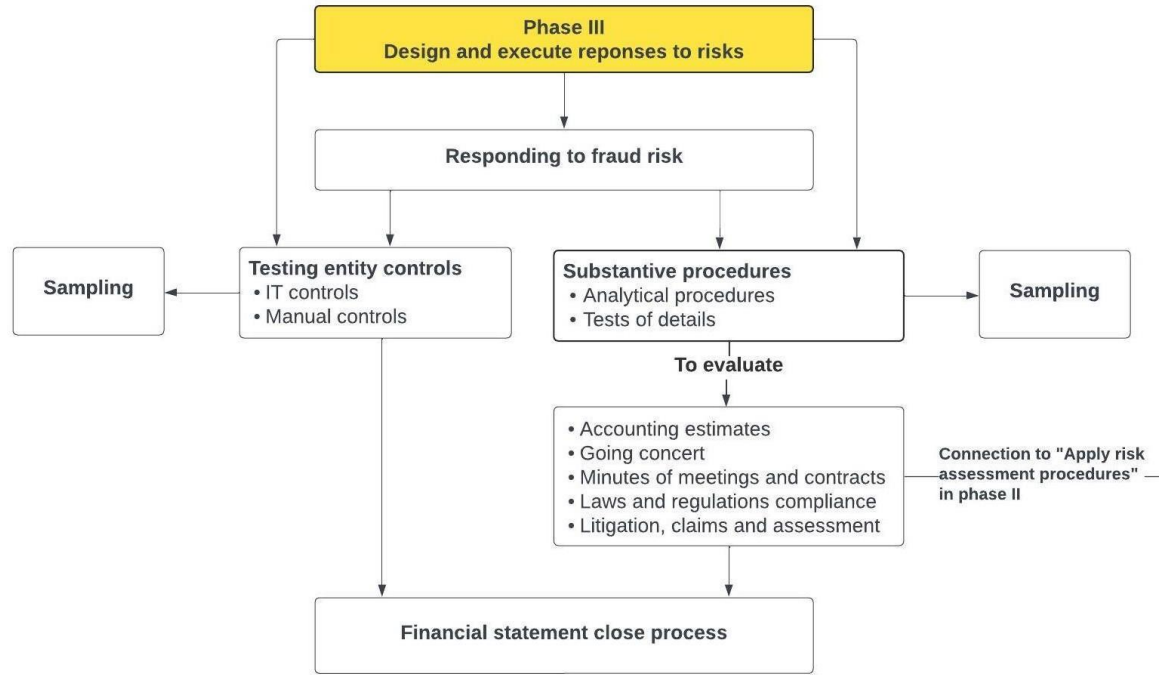 Phase III
Design and execute reponses to risks
Responding to fraud risk
Sampling
Testing entity controls
• IT controls
• Manual controls
Substantive procedures
• Analytical procedures
• Tests of details
Sampling
To evaluate
• Accounting estimates
• Going concert
• Minutes of meetings and contracts
• Laws and regulations compliance
• Litigation, claims and assessment
Connection to "Apply risk
assessment procedures"
in phase II
Financial statement close process